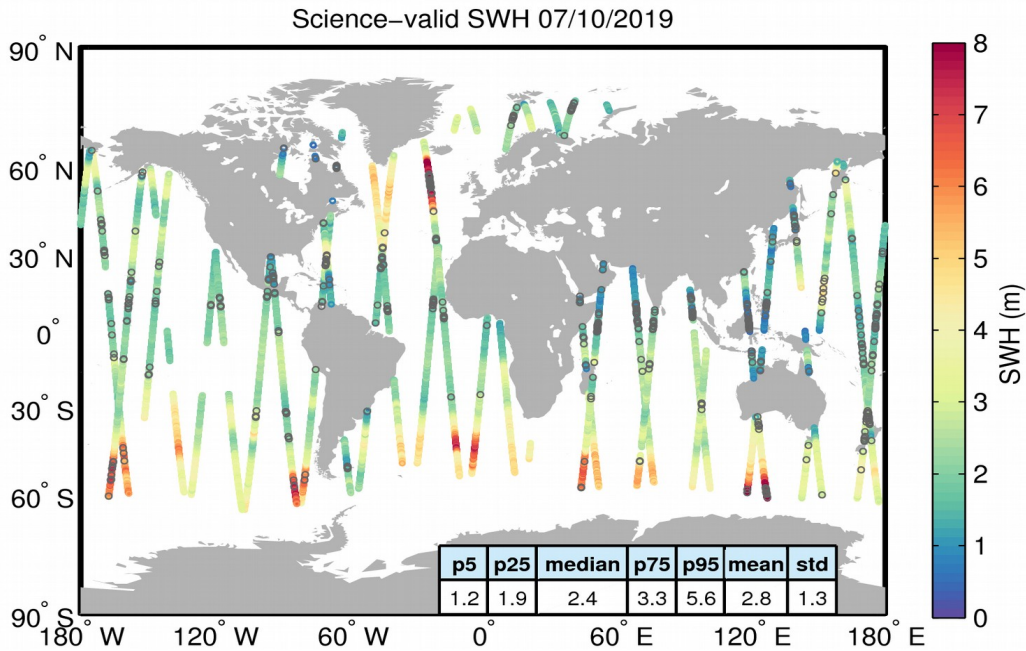 Science−valid SWH 07/10/2019
90° N
60° N
30° N
0°
30° S
60° S
90° S
180° W
120° W
60° W
0°
60° E
120° E
180° E
p5 p25 median p75 p95 mean std
1.2 1.9 2.4 3.3 5.6 2.8 1.3
8
7
6
5
4
3
2
1
0
SWH (m)